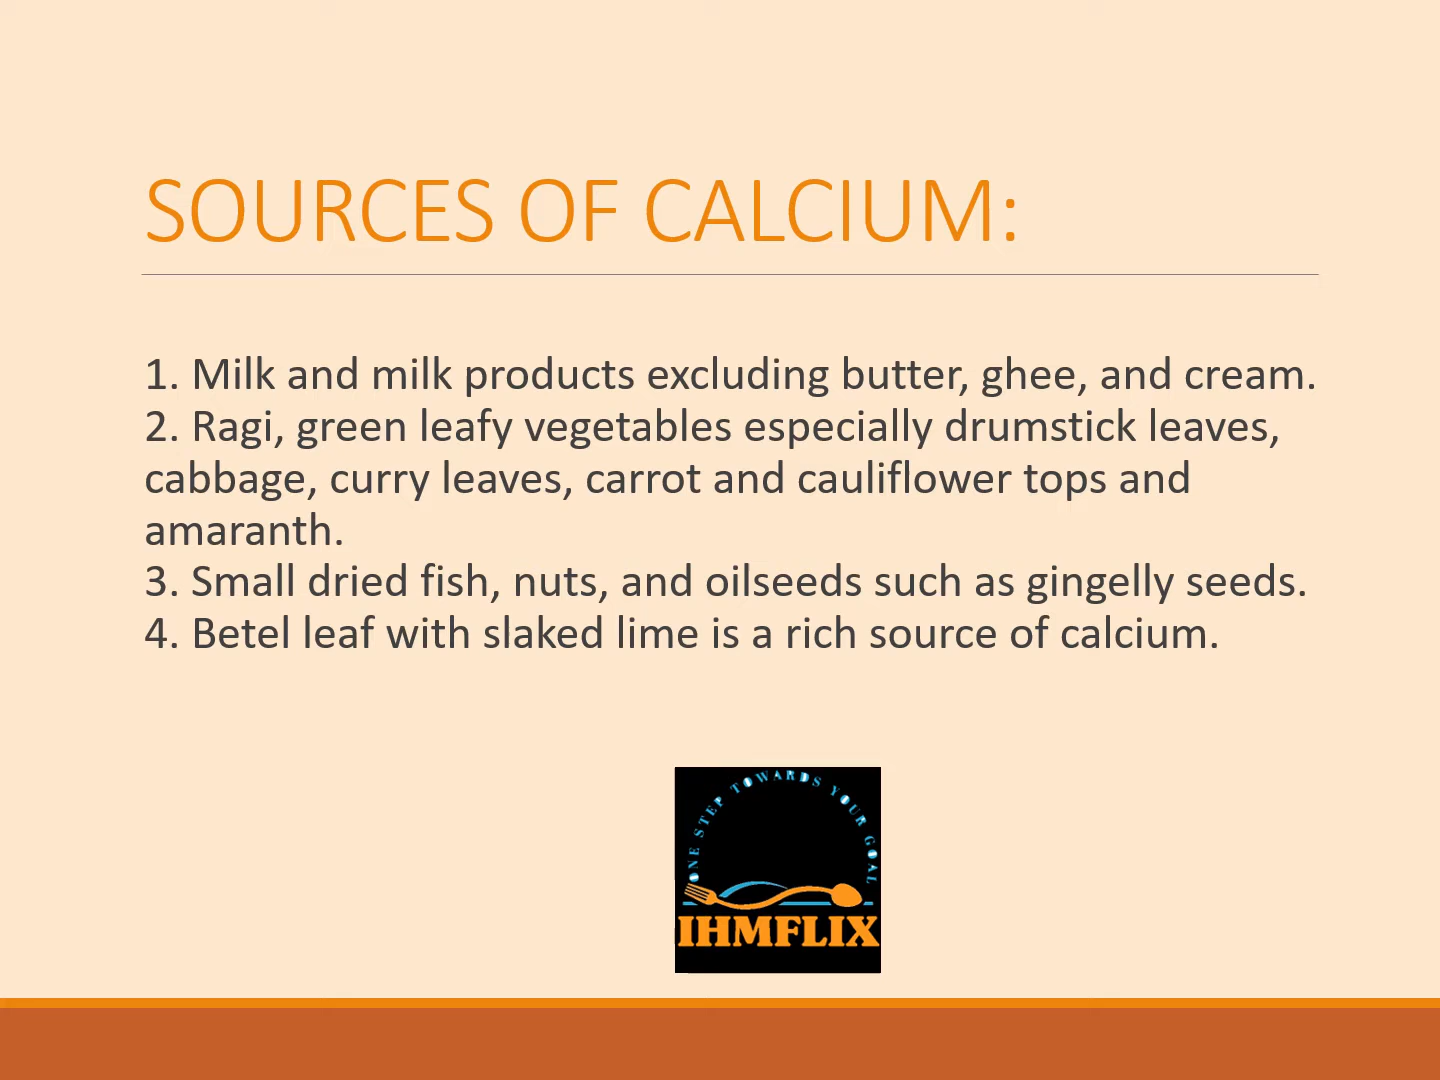 SOURCES OF CALCIUM:
1. Milk and milk products excluding butter, ghee, and cream.
2. Ragi, green leafy vegetables especially drumstick leaves,
cabbage, curry leaves, carrot and cauliflower tops and
amaranth.
3. Small dried fish, nuts, and oilseeds such as gingelly seeds.
4. Betel leaf with slaked lime is a rich source of calcium.
ONE STEP TOWARDS YOUR GOAL
IHMFLIX